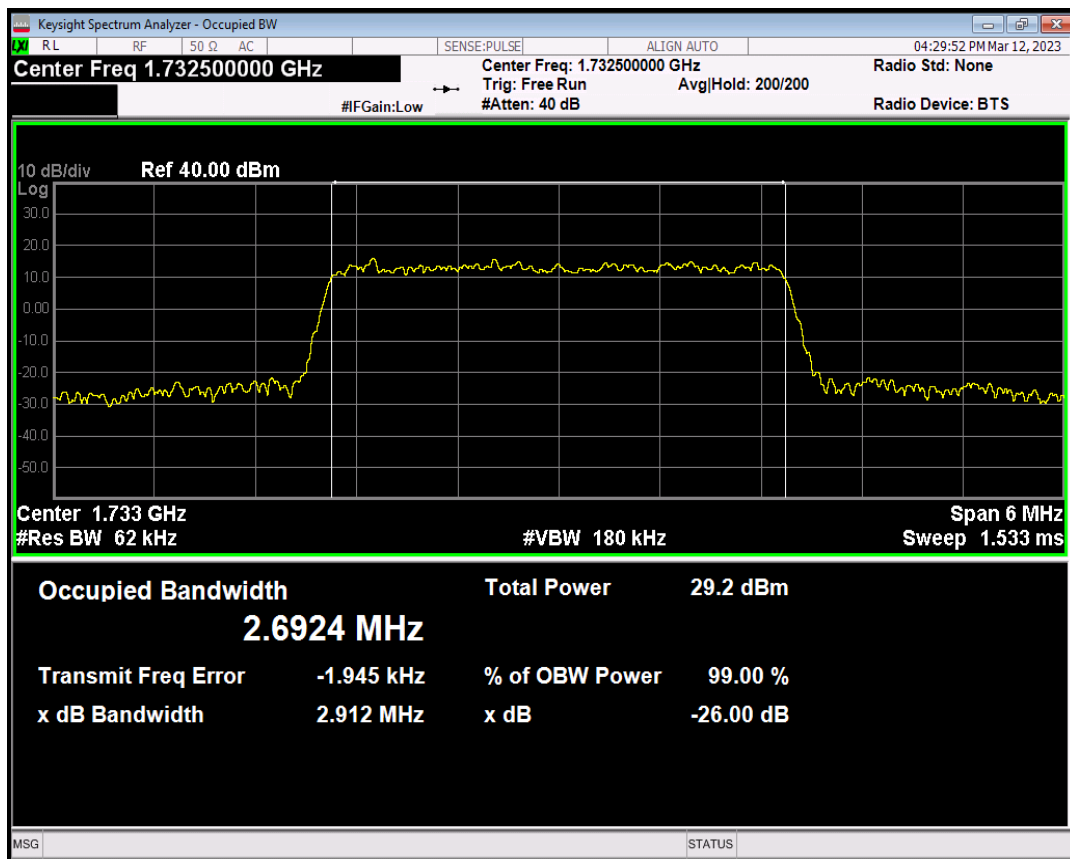 Keysight Spectrum Analyzer - Occupied BW
LXI RL RF 50 Ω AC SENSE:PULSE ALIGN AUTO 04:29:52 PM Mar 12, 2023
Center Freq 1.732500000 GHz
Center Freq: 1.732500000 GHz
Radio Std: None
Trig: Free Run
Avg|Hold: 200/200
#IFGain:Low
#Atten: 40 dB
Radio Device: BTS
10 dB/div Ref 40.00 dBm
Log
30.0
20.0
10.0
0.00
-10.0
-20.0
-30.0
-40.0
-50.0
Center 1.733 GHz
Span 6 MHz
#Res BW 62 kHz
#VBW 180 kHz
Sweep 1.533 ms
Occupied Bandwidth
Total Power 29.2 dBm
2.6924 MHz
Transmit Freq Error -1.945 kHz
% of OBW Power 99.00 %
x dB Bandwidth 2.912 MHz
x dB -26.00 dB
MSG
STATUS